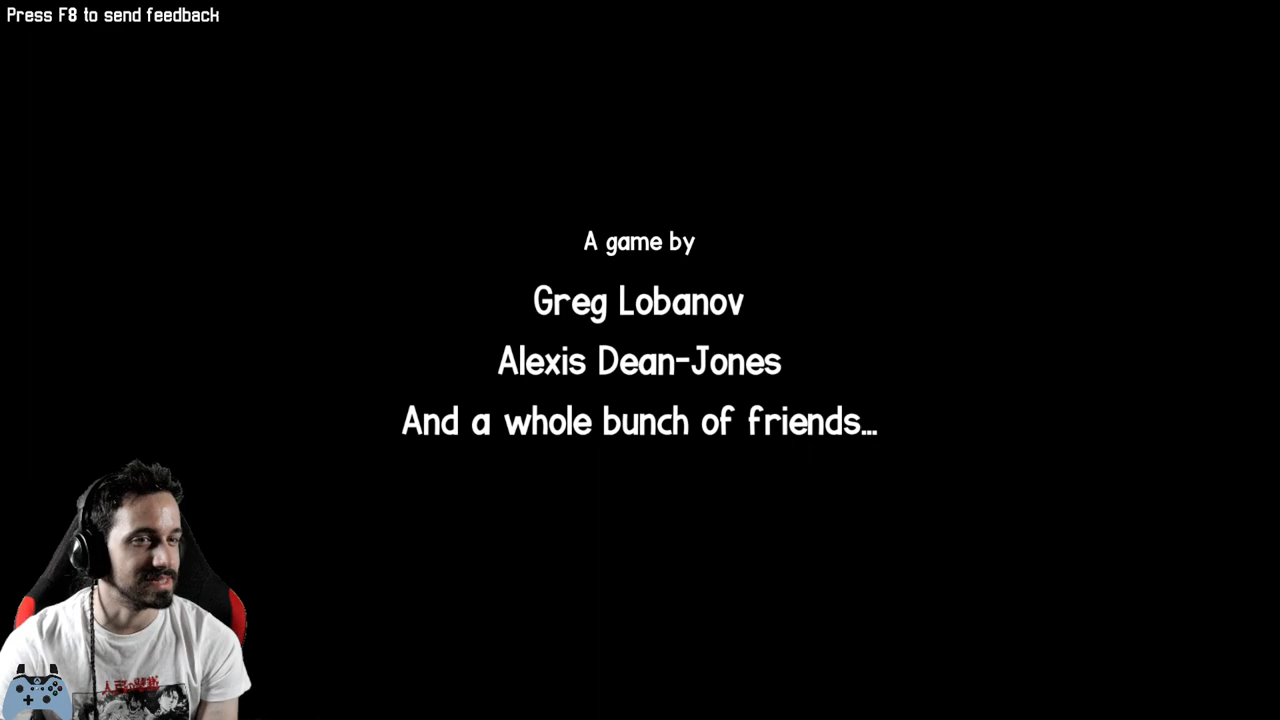 Press F8 to send feedback
A game by
Greg Lobanov
Alexis Dean-Jones
And a whole bunch of friends...